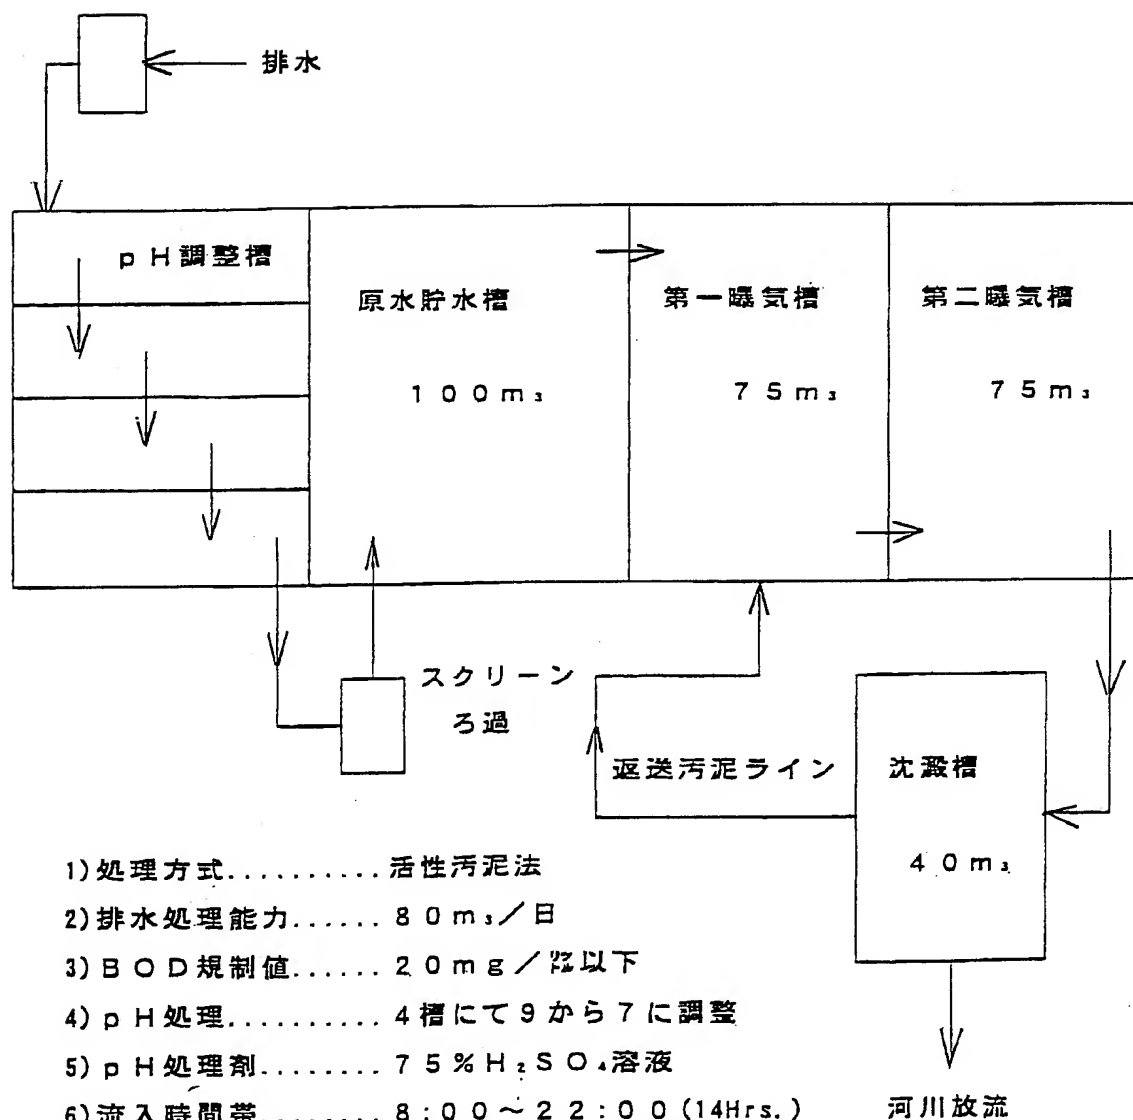 排水
pH調整槽
原水貯水槽
100m₃
第一曝気槽
75m₃
第二曝気槽
75m₃
スクリーン
ろ過
返送汚泥ライン
沈澱槽
40m₃
1)処理方式..........活性汚泥法
2)排水処理能力......80m₃/日
3)BOD規制値......20mg/以下
4)pH処理..........4槽にて9から7に調整
5)pH処理剤........75%H₂SO₄溶液
6)流入時間帯........8:00~22:00(14Hrs.)
河川放流